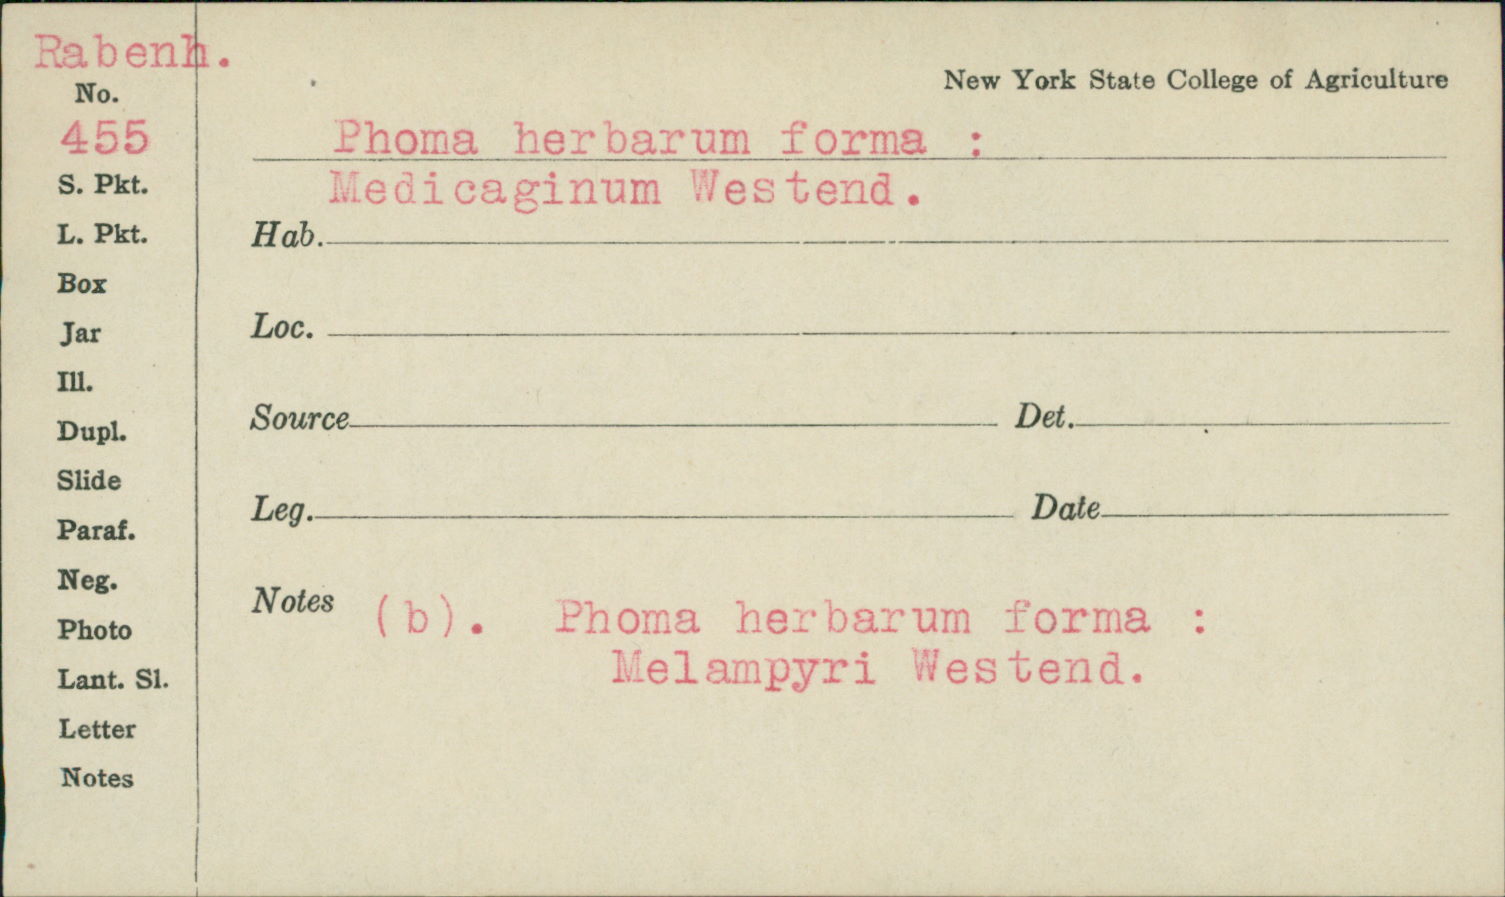 Rabenh.
New York State College of Agriculture
No.
455
Phoma herbarum forma :
Medicaginum Westend.
S. Pkt.
L. Pkt.
Hab.
Box
Jar
Loc.
Ill.
Dupl.
Source Det.
Slide
Paraf.
Leg. Date
Neg.
Notes (b). Phoma herbarum forma :
Photo
Melampyri Westend.
Lant. Sl.
Letter
Notes